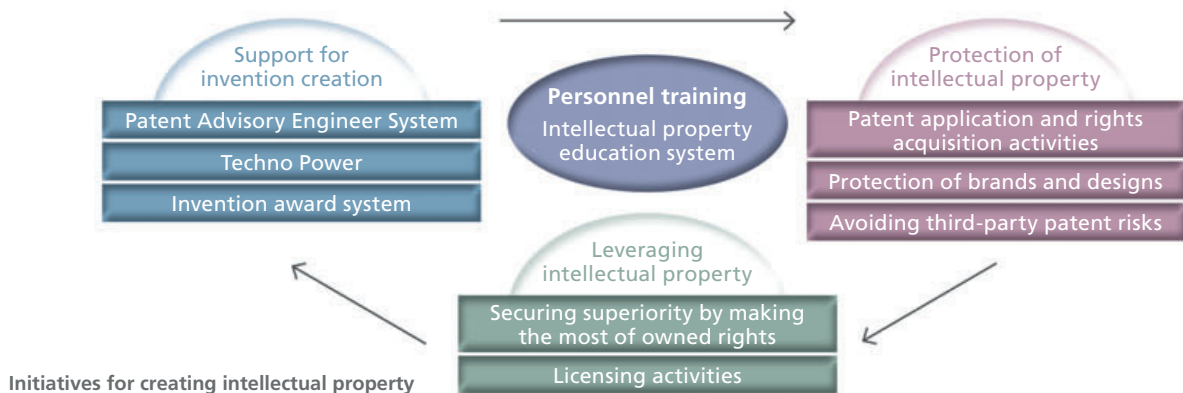 Support for
invention creation
Patent Advisory Engineer System
Techno Power
Invention award system
Personnel training
Intellectual property
education system
Protection of
intellectual property
Patent application and rights
acquisition activities
Protection of brands and designs
Avoiding third-party patent risks
Leveraging
intellectual property
Securing superiority by making
the most of owned rights
Licensing activities
Initiatives for creating intellectual property